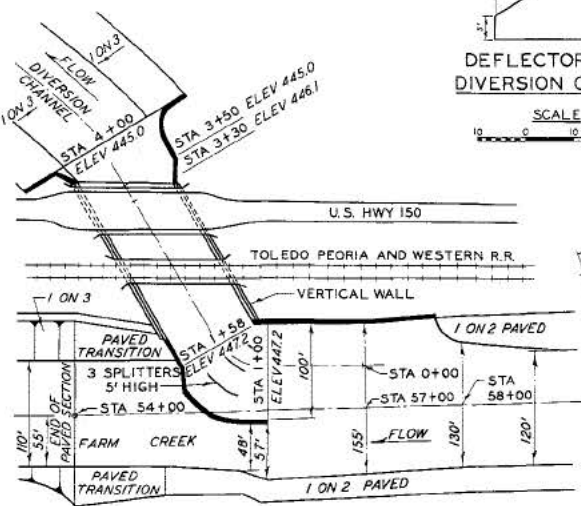 1 ON 3
FLOW
DIVERSION
CHANNEL
1 ON 3
STA 4+00
ELEV 445.0
STA 3+50 ELEV 445.0
STA 3+30 ELEV 446.1
5'
DEFLECTOR
DIVERSION C
SCALE
10 0 10
U.S. HWY 150
TOLEDO PEORIA AND WESTERN R.R.
VERTICAL WALL
1 ON 3
PAVED
TRANSITION
STA 1+58
ELEV 447.2
3 SPLITTERS
5' HIGH
STA 1+00
ELEV 447.2
100'
1 ON 2 PAVED
STA 0+00
STA 57+00
STA
58+00
110'
55'
END OF
PAVED SECTION
STA 54+00
FARM CREEK
48'
57'
155'
FLOW
130'
120'
PAVED
TRANSITION
1 ON 2 PAVED